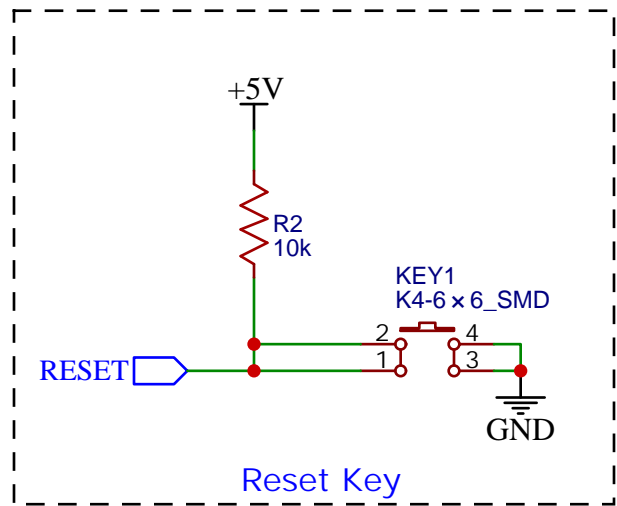 +5V
R2
10k
KEY1
K4-6×6_SMD
2 4
1 3
RESET
GND
Reset Key